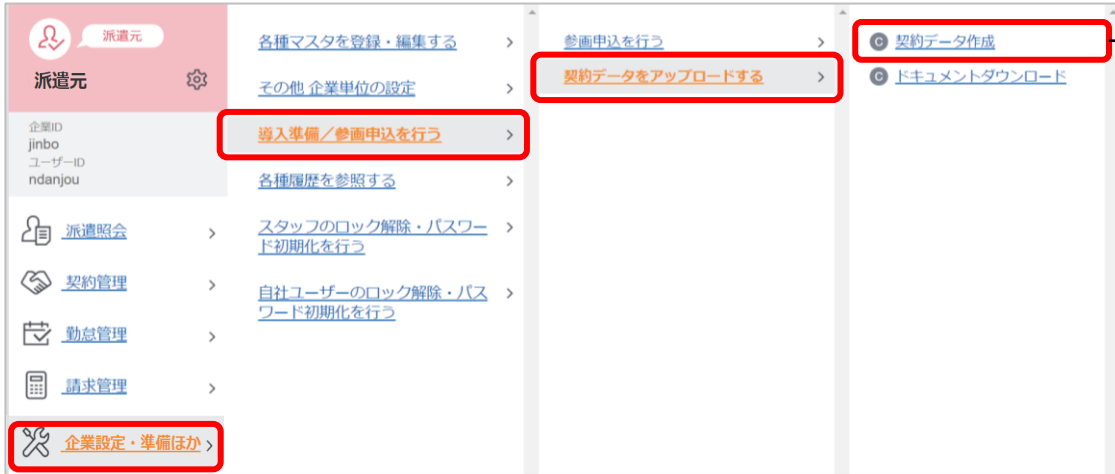 派遣元
派遣元
企業ID
jinbo
ユーザーID
ndanjou
派遣照会
契約管理
勤怠管理
請求管理
企業設定・準備ほか
各種マスタを登録・編集する
その他 企業単位の設定
導入準備／参画申込を行う
各種履歴を参照する
スタッフのロック解除・パスワー
ド初期化を行う
自社ユーザーのロック解除・パス
ワード初期化を行う
参画申込を行う
契約データをアップロードする
C 契約データ作成
C ドキュメントダウンロード